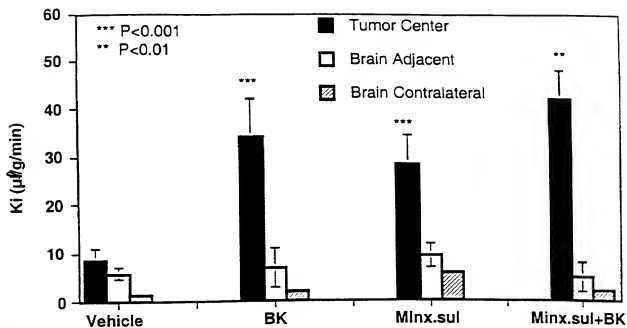 60
50
40
30
20
10
0
Ki (µl/g/min)
*** P<0.001
** P<0.01
Tumor Center
Brain Adjacent
Brain Contralateral
***
***
**
Vehicle
BK
Minx.sul
Minx.sul+BK